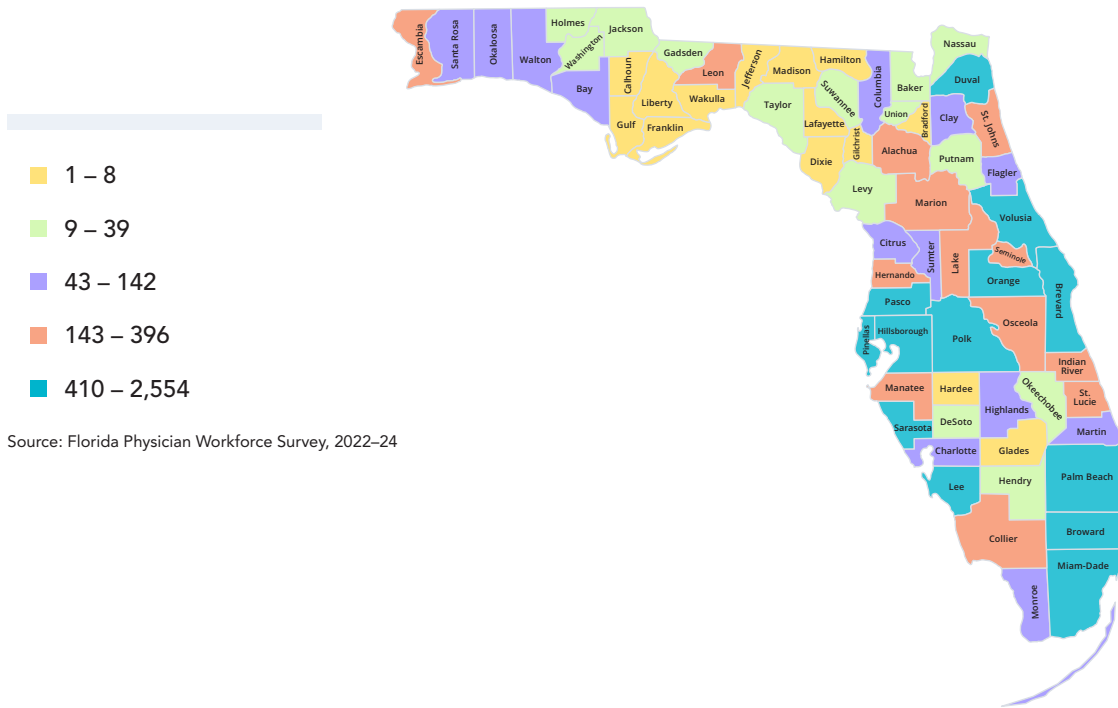 1 – 8
9 – 39
43 – 142
143 – 396
410 – 2,554
Source: Florida Physician Workforce Survey, 2022–24
Escambia
Santa Rosa
Okaloosa
Walton
Holmes
Washington
Jackson
Bay
Calhoun
Gulf
Liberty
Franklin
Gadsden
Leon
Wakulla
Jefferson
Madison
Taylor
Hamilton
Suwannee
Lafayette
Dixie
Columbia
Gilchrist
Levy
Baker
Union
Bradford
Alachua
Nassau
Duval
Clay
St. Johns
Putnam
Flagler
Marion
Volusia
Citrus
Sumter
Lake
Seminole
Hernando
Orange
Brevard
Pasco
Pinellas
Hillsborough
Polk
Osceola
Indian
River
Manatee
Hardee
Highlands
Okeechobee
St.
Lucie
Sarasota
DeSoto
Martin
Charlotte
Glades
Lee
Hendry
Palm Beach
Collier
Broward
Miam-Dade
Monroe